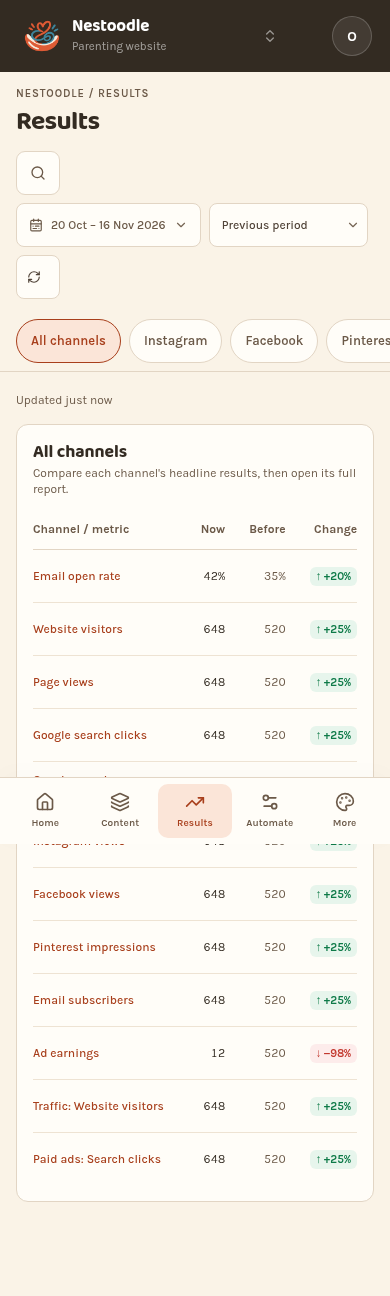 Nestoodle
Parenting website
O
NESTOODLE / RESULTS
Results
20 Oct – 16 Nov 2026
Previous period
All channels
Instagram
Facebook
Updated just now
All channels
Compare each channel's headline results, then open its full
report.
Channel / metric Now Before Change
Email open rate 42% 35% ↑ +20%
Website visitors 648 520 ↑ +25%
Page views 648 520 ↑ +25%
Google search clicks 648 520 ↑ +25%
Home
Content
Results
Automate
More
Facebook views 648 520 ↑ +25%
Pinterest impressions 648 520 ↑ +25%
Email subscribers 648 520 ↑ +25%
Ad earnings 12 520 ↓ −98%
Traffic: Website visitors 648 520 ↑ +25%
Paid ads: Search clicks 648 520 ↑ +25%